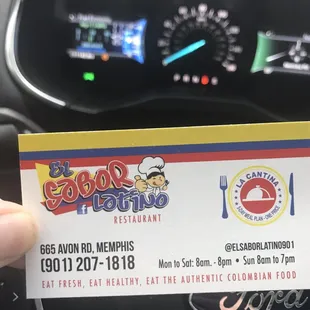 EL
SABOR
LATINO
RESTAURANT
LA CANTINA
665 AVON RD, MEMPHIS
(901) 207-1818
@ELSABORLATINO901
Mon to Sat: 8am. - 8pm • Sun 8am to 7pm
EAT FRESH, EAT HEALTHY, EAT THE AUTHENTIC COLOMBIAN FOOD
Ford